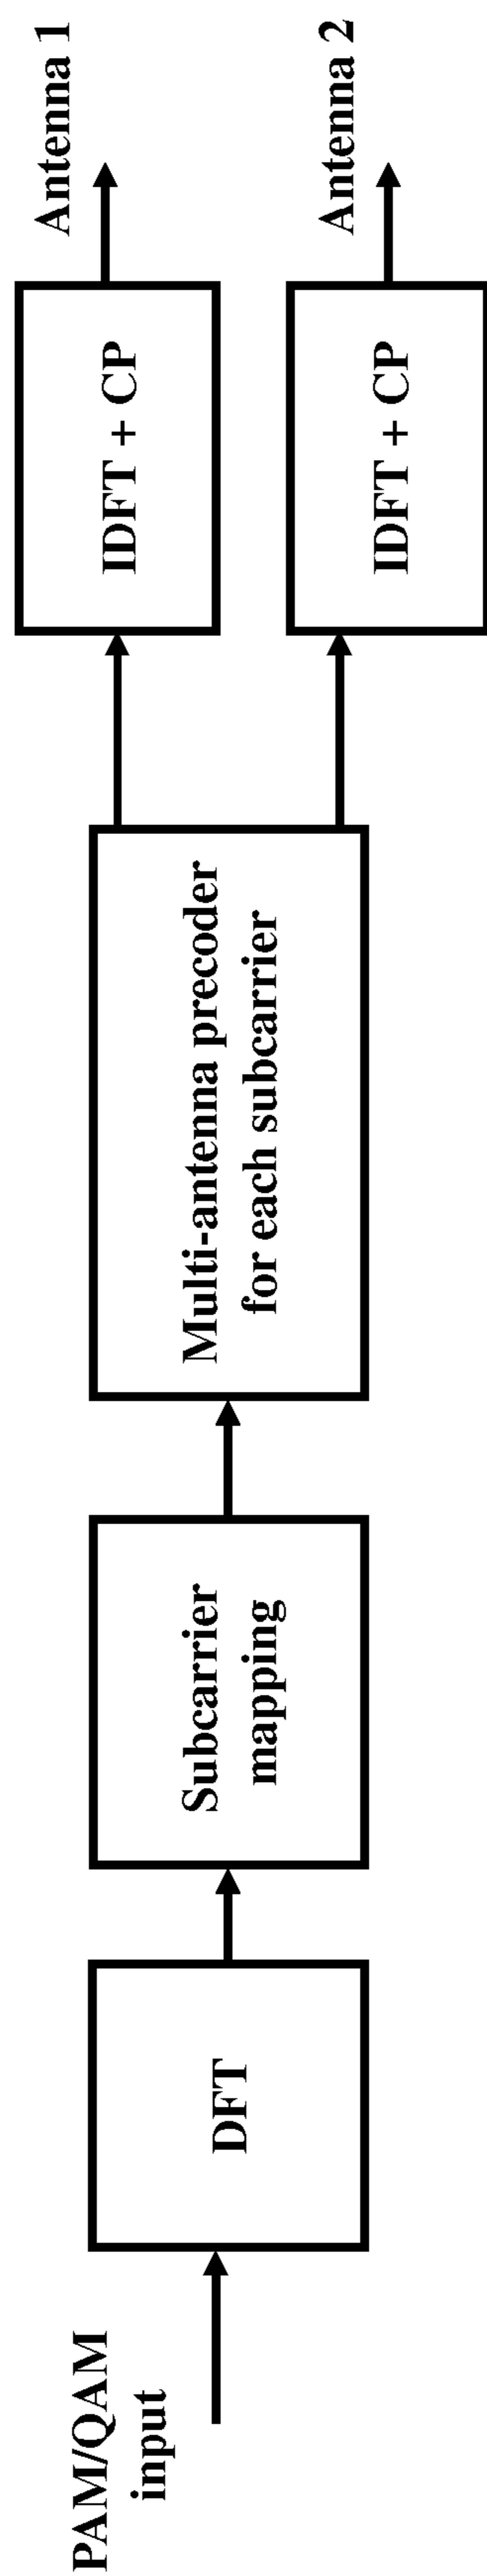 PAM/QAM
input
DFT
Subcarrier
mapping
Multi-antenna precoder
for each subcarrier
IDFT + CP
Antenna 1
IDFT + CP
Antenna 2